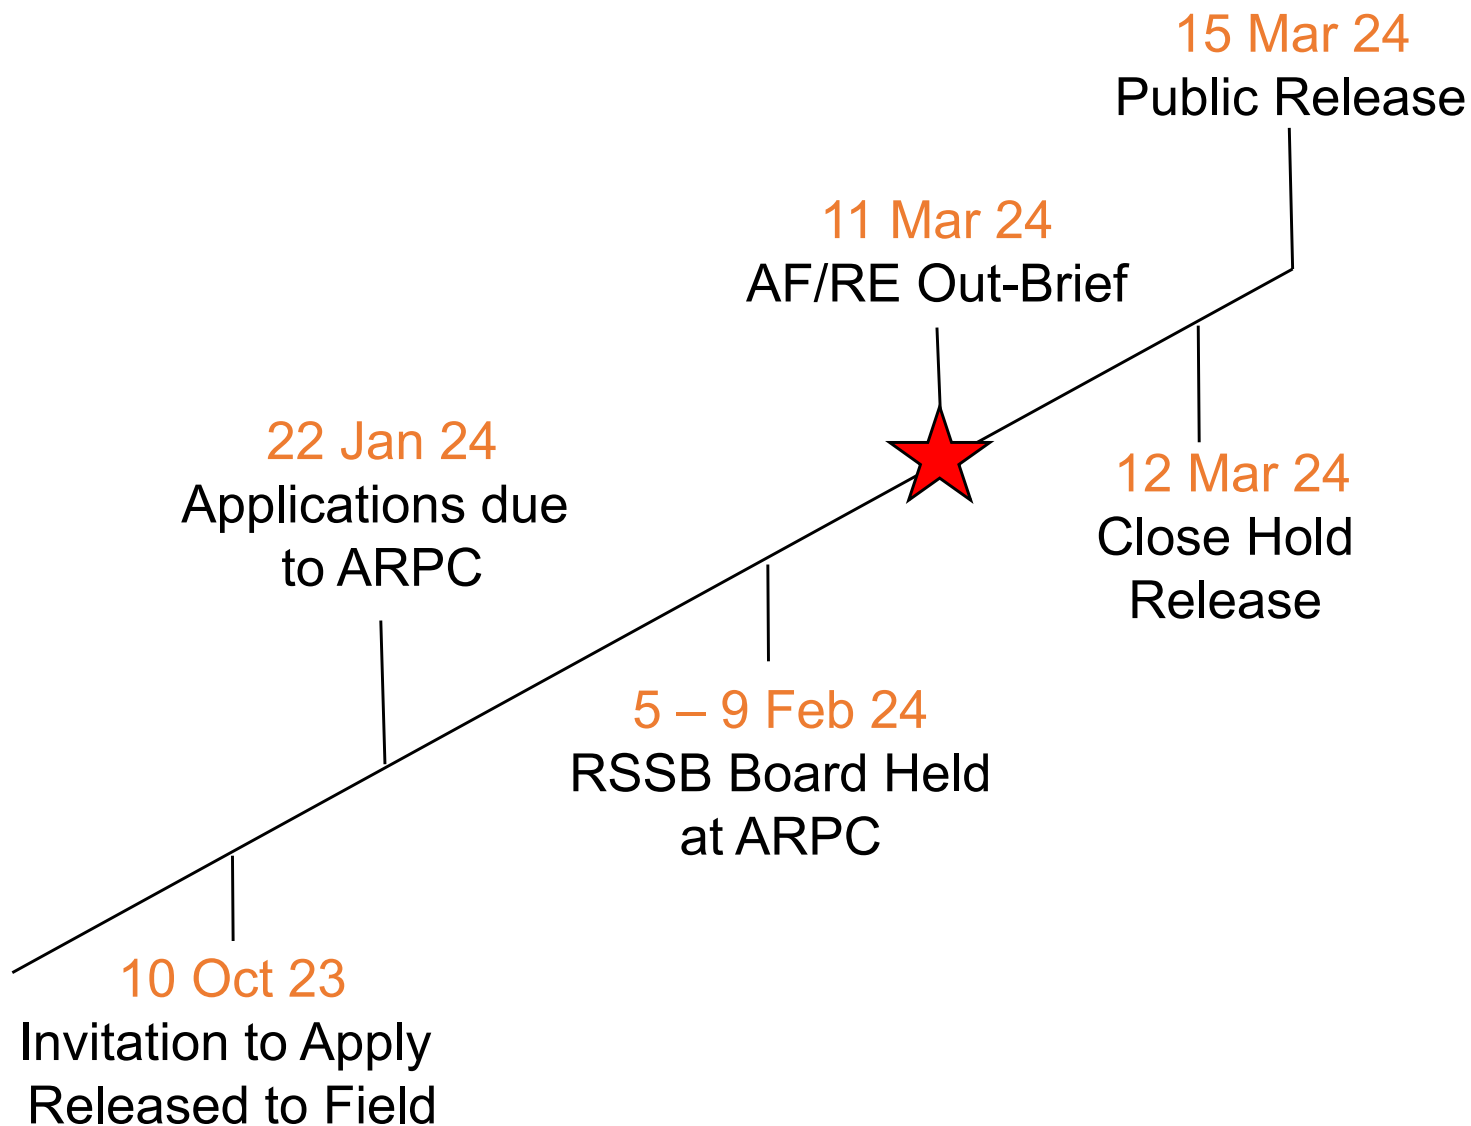 15 Mar 24
Public Release
11 Mar 24
AF/RE Out-Brief
22 Jan 24
Applications due
to ARPC
12 Mar 24
Close Hold
Release
5 – 9 Feb 24
RSSB Board Held
at ARPC
10 Oct 23
Invitation to Apply
Released to Field